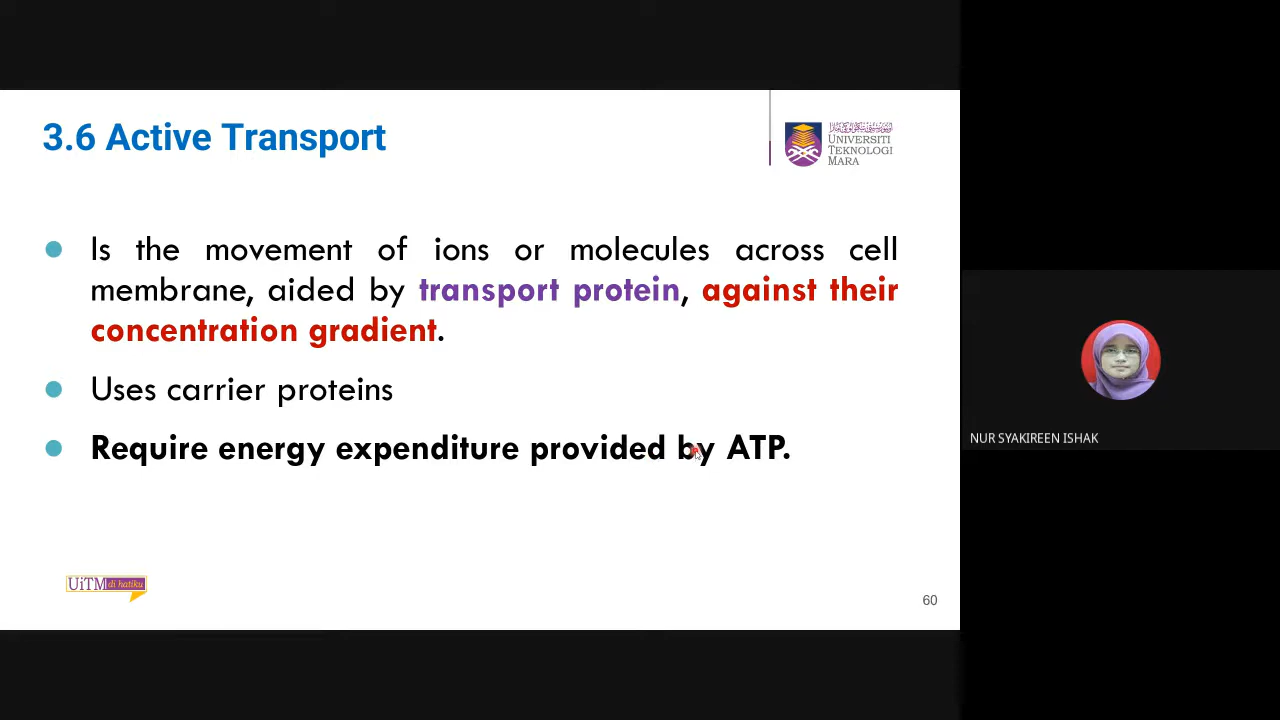 3.6 Active Transport
UNIVERSITI
TEKNOLOGI
MARA
Is the movement of ions or molecules across cell
membrane, aided by transport protein, against their
concentration gradient.
Uses carrier proteins
Require energy expenditure provided by ATP.
NUR SYAKIREEN ISHAK
UiTM di hatiku
60